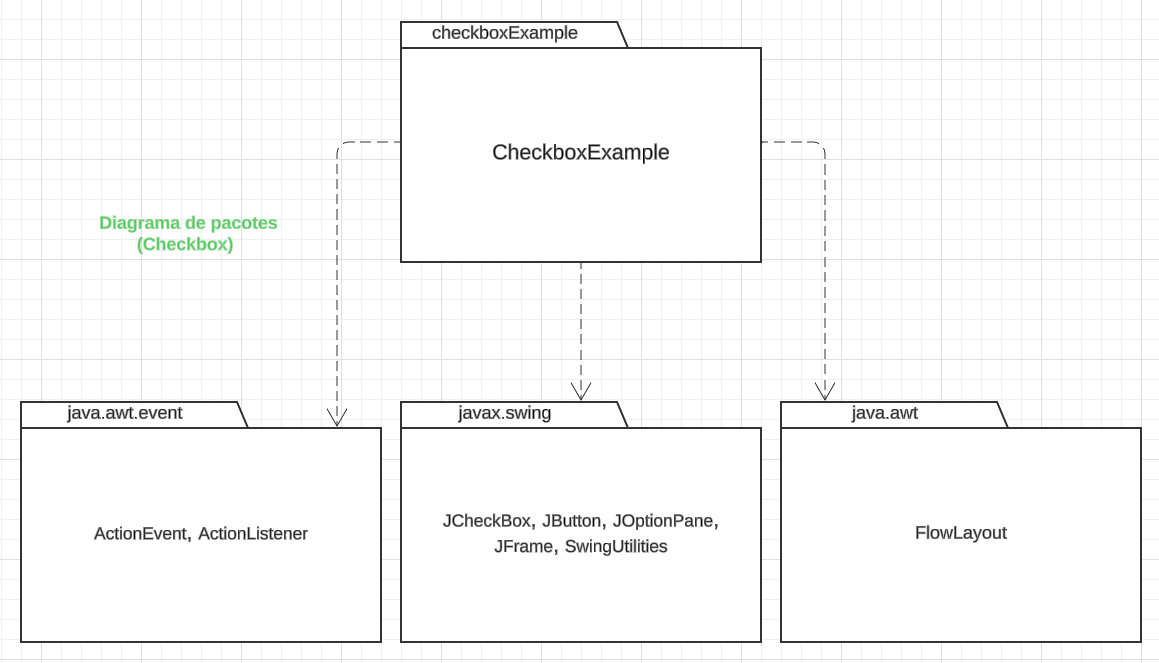 checkboxExample
CheckboxExample
Diagrama de pacotes
(Checkbox)
java.awt.event
ActionEvent, ActionListener
javax.swing
JCheckBox, JButton, JOptionPane,
JFrame, SwingUtilities
java.awt
FlowLayout